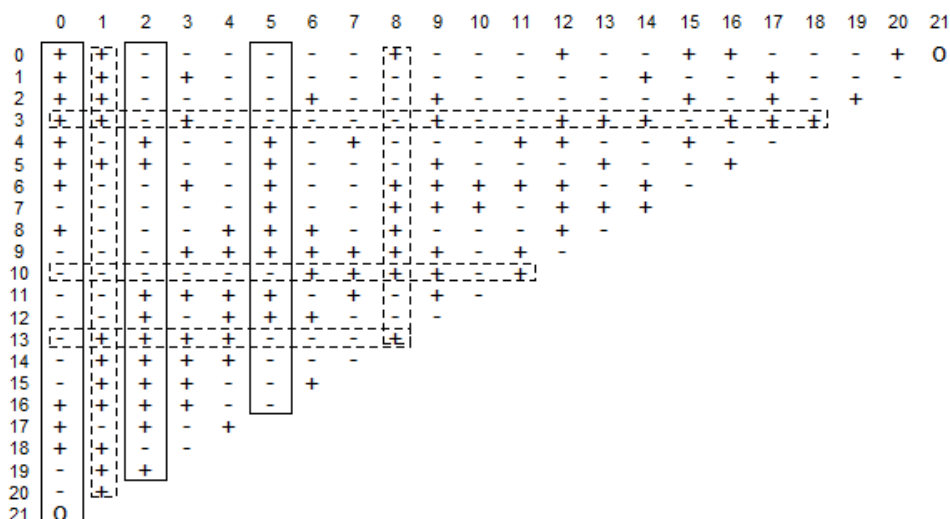 0 1 2 3 4 5 6 7 8 9 10 11 12 13 14 15 16 17 18 19 20 21
0 + + - - - - - - + - - - + - - + + - - - + O
1 + + - + - - - - - - - - - - + - - + - - -
2 + + - - - - + - - + - - - - - + - + - +
3 + + - + - - - - - + - - + + + - + + +
4 + - + - - + - + - - - + + - - + - -
5 + + + - - + - - - + - - - + - - +
6 + - - + - + - - + + + + + - + -
7 - - - - - + - - + + + - + + +
8 + - - - + + + - + - - - + -
9 - - - + + + + + + + - + -
10 - - - - - - + + + + - +
11 - - + + + + - + - + -
12 - - + - + + + - - -
13 - + + + + - - - +
14 - + + + + - - -
15 - + + + - - +
16 + + + + - -
17 + - + - +
18 + + - -
19 - + +
20 - +
21 O